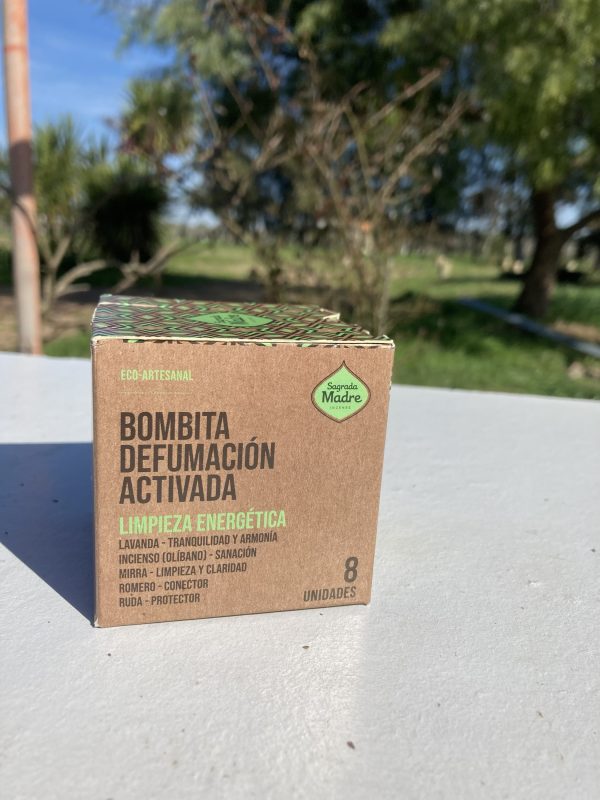 ECO-ARTESANAL
Sagrada
Madre
INCENSE
BOMBITA
DEFUMACIÓN
ACTIVADA
LIMPIEZA ENERGÉTICA
LAVANDA - TRANQUILIDAD Y ARMONÍA
INCIENSO (OLÍBANO) - SANACIÓN
MIRRA - LIMPIEZA Y CLARIDAD
ROMERO - CONECTOR
RUDA - PROTECTOR
8
UNIDADES